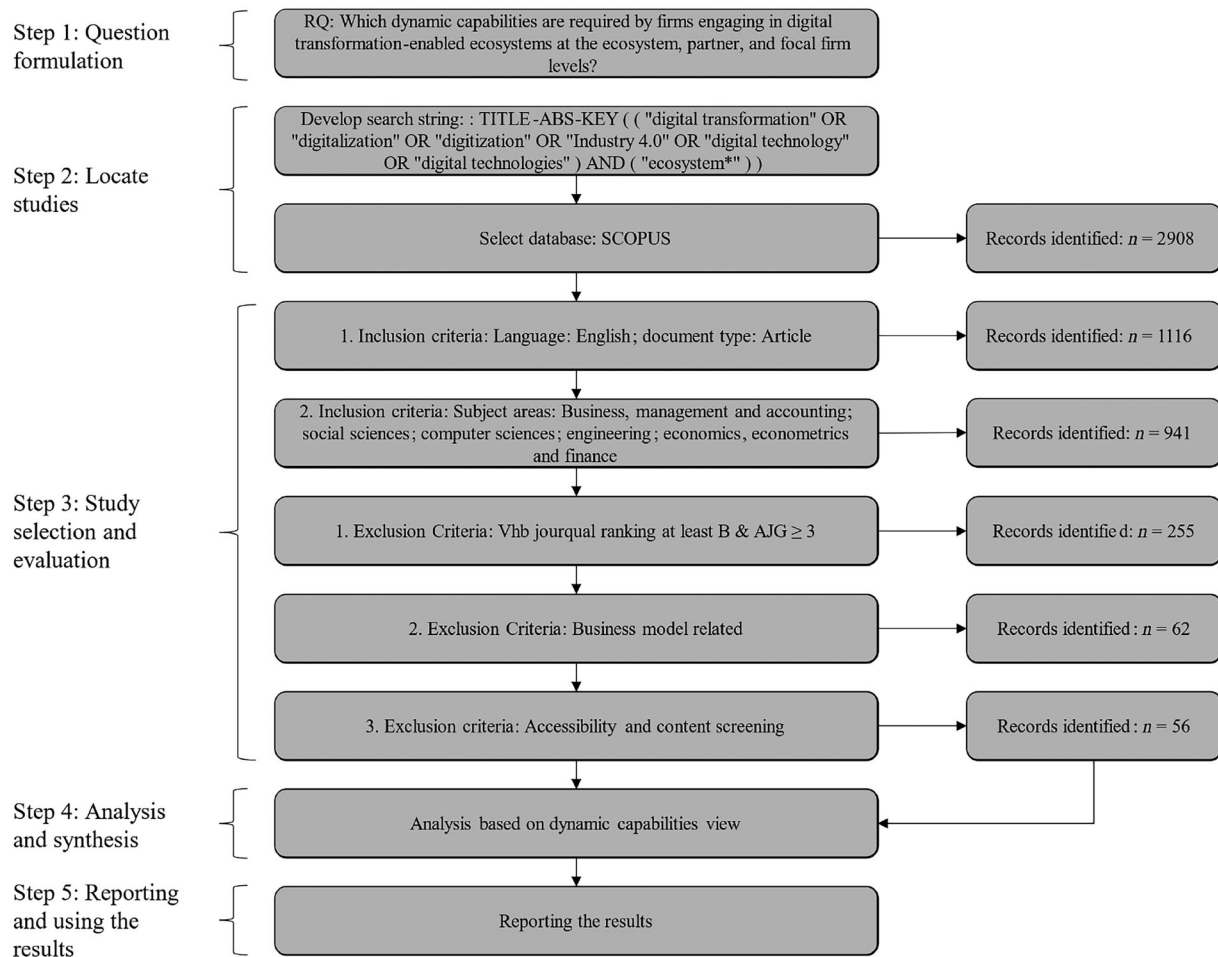 Step 1: Question
formulation
RQ: Which dynamic capabilities are required by firms engaging in digital
transformation-enabled ecosystems at the ecosystem, partner, and focal firm
levels?
Step 2: Locate
studies
Develop search string: : TITLE-ABS-KEY ( ( "digital transformation" OR
"digitalization" OR "digitization" OR "Industry 4.0" OR "digital technology"
OR "digital technologies" ) AND ( "ecosystem*" ) )
Select database: SCOPUS
Records identified: n = 2908
Step 3: Study
selection and
evaluation
1. Inclusion criteria: Language: English; document type: Article
Records identified: n = 1116
2. Inclusion criteria: Subject areas: Business, management and accounting;
social sciences; computer sciences; engineering; economics, econometrics
and finance
Records identified: n = 941
1. Exclusion Criteria: Vhb jourqual ranking at least B & AJG ≥ 3
Records identified: n = 255
2. Exclusion Criteria: Business model related
Records identified: n = 62
3. Exclusion criteria: Accessibility and content screening
Records identified: n = 56
Step 4: Analysis
and synthesis
Analysis based on dynamic capabilities view
Step 5: Reporting
and using the
results
Reporting the results